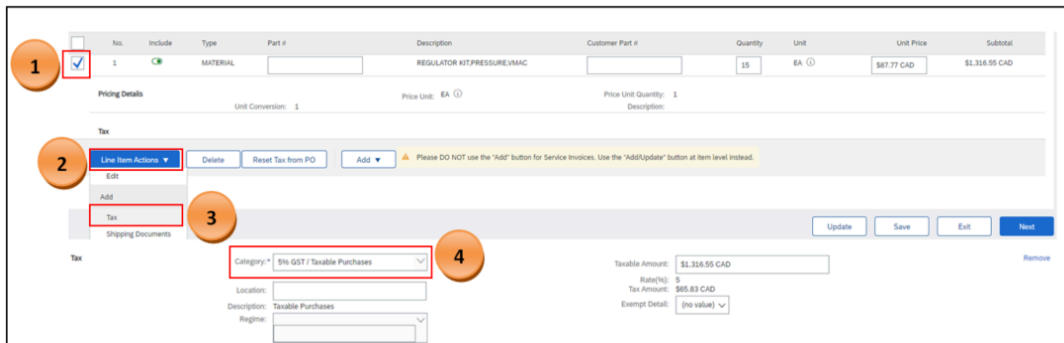 No. Include Type Part # Description Customer Part # Quantity Unit Unit Price Subtotal
1
1 MATERIAL REGULATOR KIT,PRESSURE,VMAC 15 EA $87.77 CAD $1,316.55 CAD
Pricing Details
Unit Conversion: 1 Price Unit: EA Price Unit Quantity: 1
Description:
Tax
2
Line Item Actions ▼ Delete Reset Tax from PO Add ▼ Please DO NOT use the "Add" button for Service Invoices. Use the "Add/Update" button at item level instead.
Edit
Add
Tax
3
Shipping Documents
Update Save Exit Next
Tax
Category:* 5% GST / Taxable Purchases
4
Taxable Amount: $1,316.55 CAD
Remove
Location:
Rate(%): 5
Tax Amount: $65.83 CAD
Description: Taxable Purchases
Exempt Detail: (no value)
Regime: